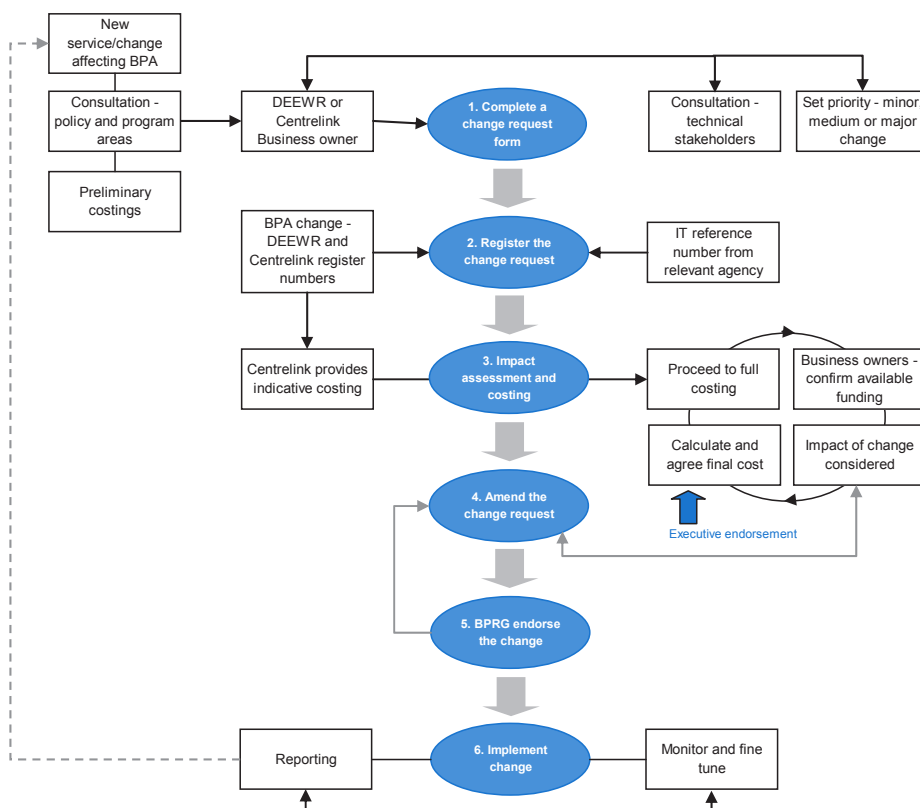 New
service/change
affecting BPA
Consultation -
policy and program
areas
Preliminary
costings
DEEWR or
Centrelink
Business owner
1. Complete a
change request
form
Consultation -
technical
stakeholders
Set priority - minor,
medium or major
change
BPA change -
DEEWR and
Centrelink register
numbers
2. Register the
change request
IT reference
number from
relevant agency
Centrelink provides
indicative costing
3. Impact
assessment and
costing
Proceed to full
costing
Business owners -
confirm available
funding
Calculate and
agree final cost
Impact of change
considered
Executive endorsement
4. Amend the
change request
5. BPRG endorse
the change
Reporting
6. Implement
change
Monitor and fine
tune